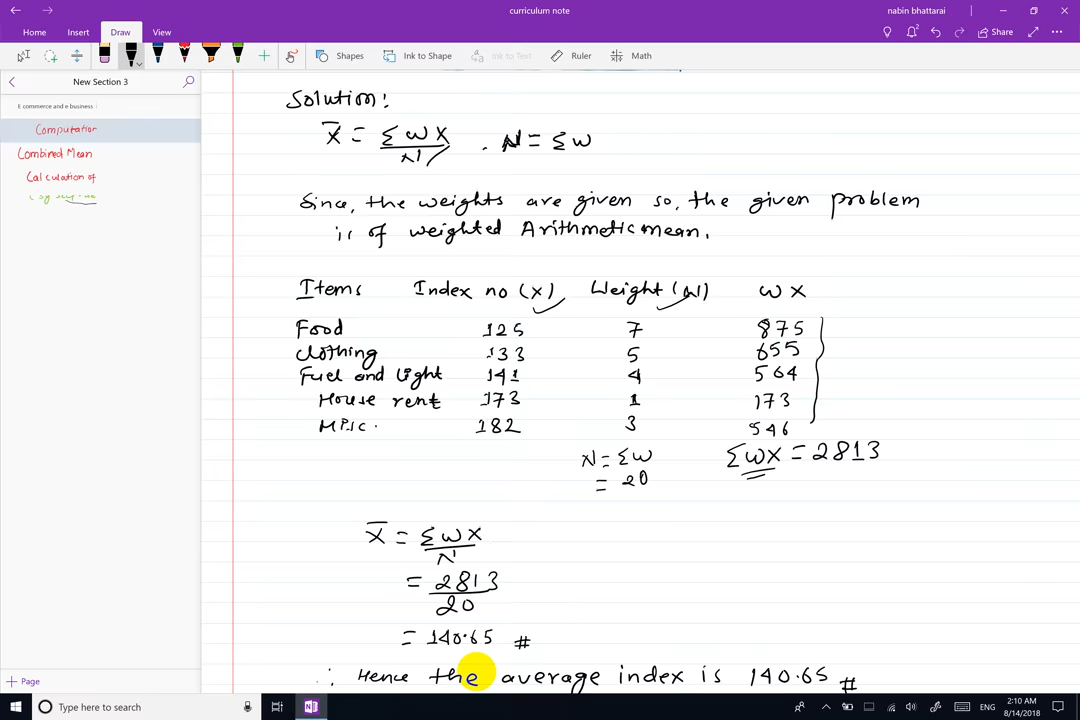 curriculum note
nabin bhattarai
Share
Home Insert Draw View
Shapes Ink to Shape Ink to Text Ruler Math
New Section 3
E commerce and e business :
Computation
Combined Mean
Calculation of
+ Page
Solution:
X̄ = ΣWX/N . N = ΣW
Since, the weights are given so, the given problem
is of weighted Arithmetic mean.
Items Index no (X) Weight (W) WX
Food 125 7 875
Clothing 133 5 655
Fuel and Light 141 4 564
House rent 173 1 173
Misc. 182 3 546
N = ΣW ΣWX = 2813
= 20
X̄ = ΣWX/N
= 2813/20
= 140.65 #
∴ Hence the average index is 140.65 #
Type here to search
ENG
2:10 AM
8/14/2018